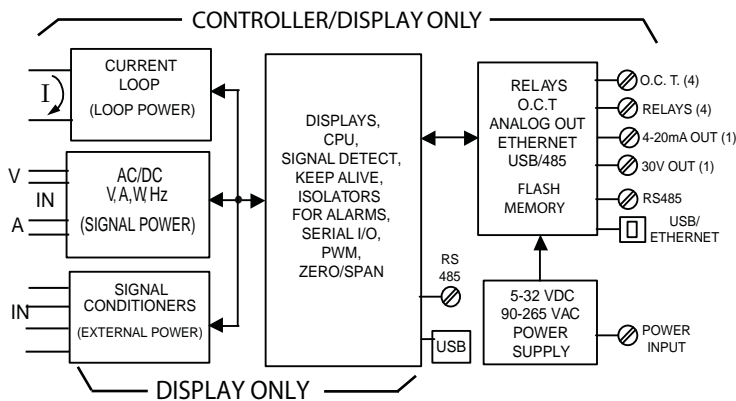 CONTROLLER/DISPLAY ONLY
CURRENT
LOOP
(LOOP POWER)
I
V
IN
A
AC/DC
V,A,W,Hz
(SIGNAL POWER)
IN
SIGNAL
CONDITIONERS
(EXTERNAL POWER)
DISPLAYS,
CPU,
SIGNAL DETECT,
KEEP ALIVE,
ISOLATORS
FOR ALARMS,
SERIAL I/O,
PWM,
ZERO/SPAN
RS
485
USB
RELAYS
O.C.T
ANALOG OUT
ETHERNET
USB/485
FLASH
MEMORY
O.C. T. (4)
RELAYS (4)
4-20mA OUT (1)
30V OUT (1)
RS485
USB/
ETHERNET
5-32 VDC
90-265 VAC
POWER
SUPPLY
POWER
INPUT
DISPLAY ONLY